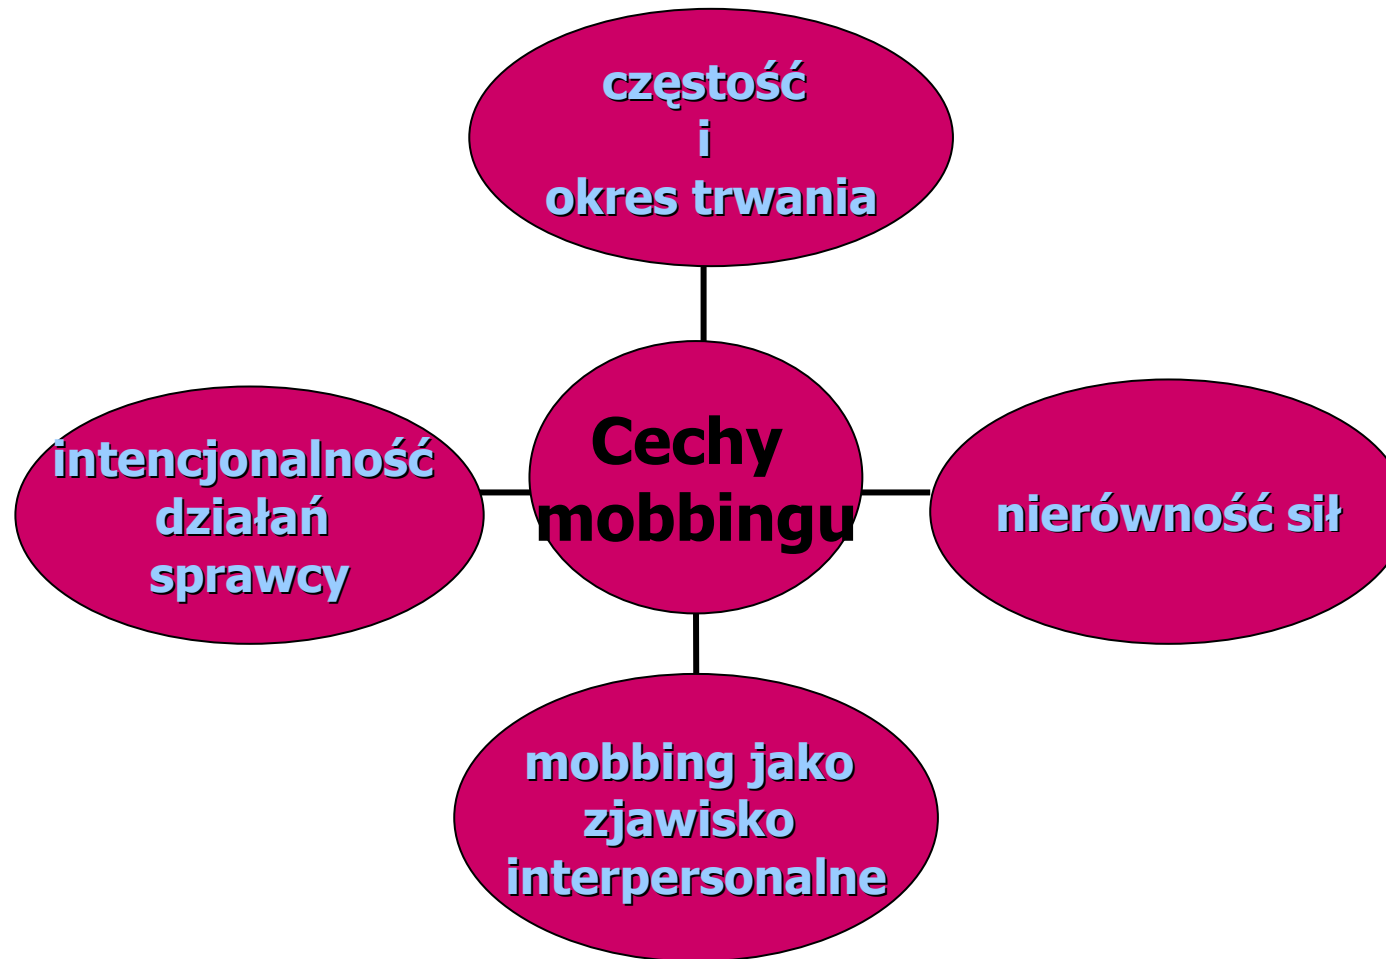 częstość
i
okres trwania
Cechy
mobbingu
intencjonalność
działań
sprawcy
nierówność sił
mobbing jako
zjawisko
interpersonalne